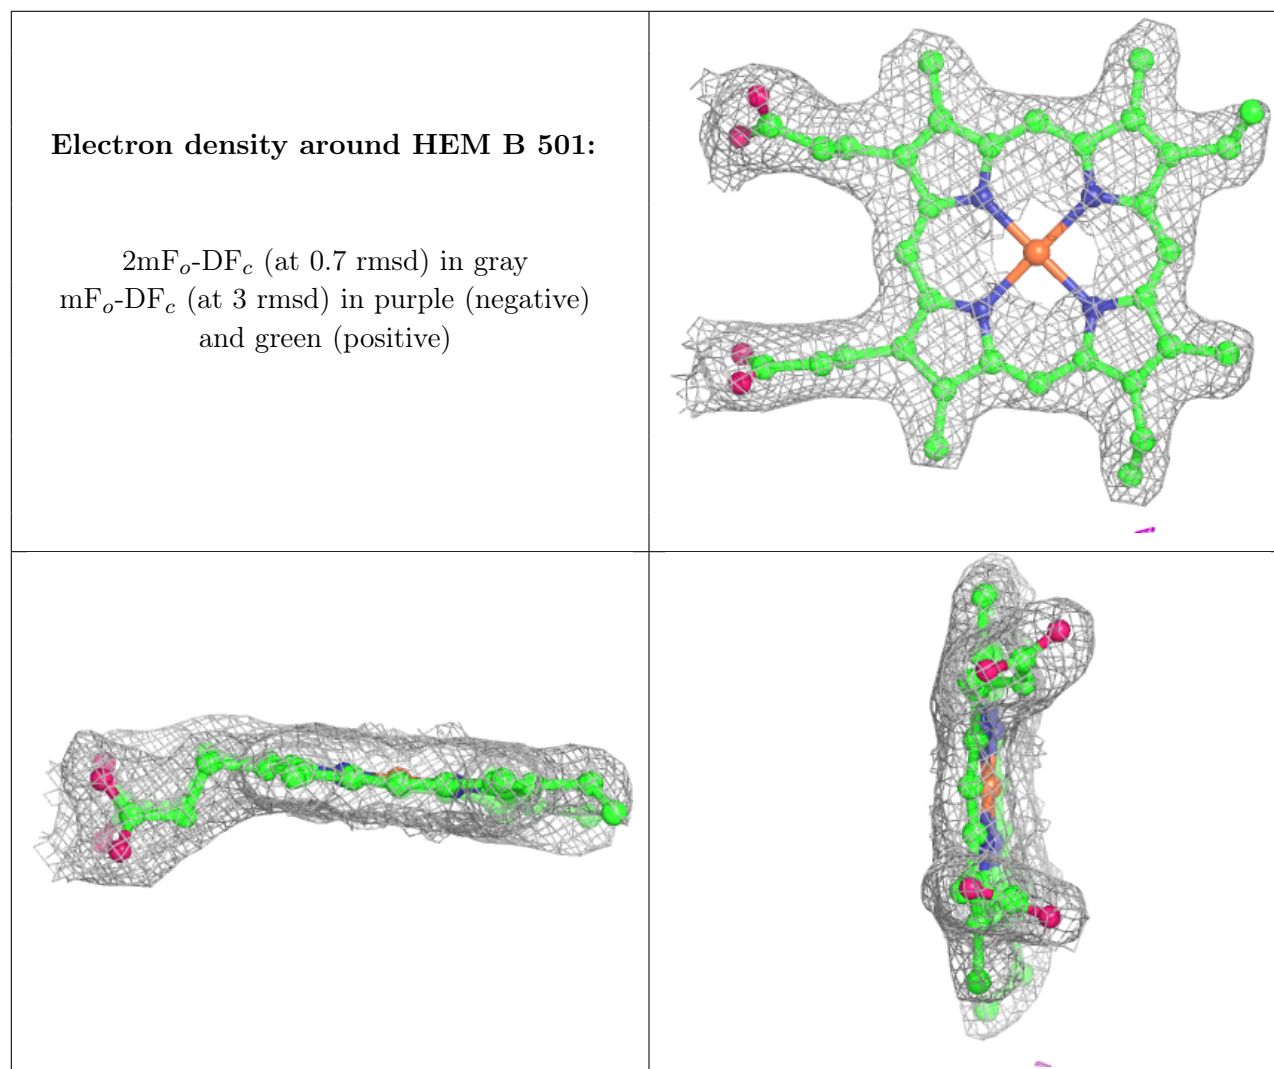 Electron density around HEM B 501:
2mFo-DFc (at 0.7 rmsd) in gray
mFo-DFc (at 3 rmsd) in purple (negative)
and green (positive)